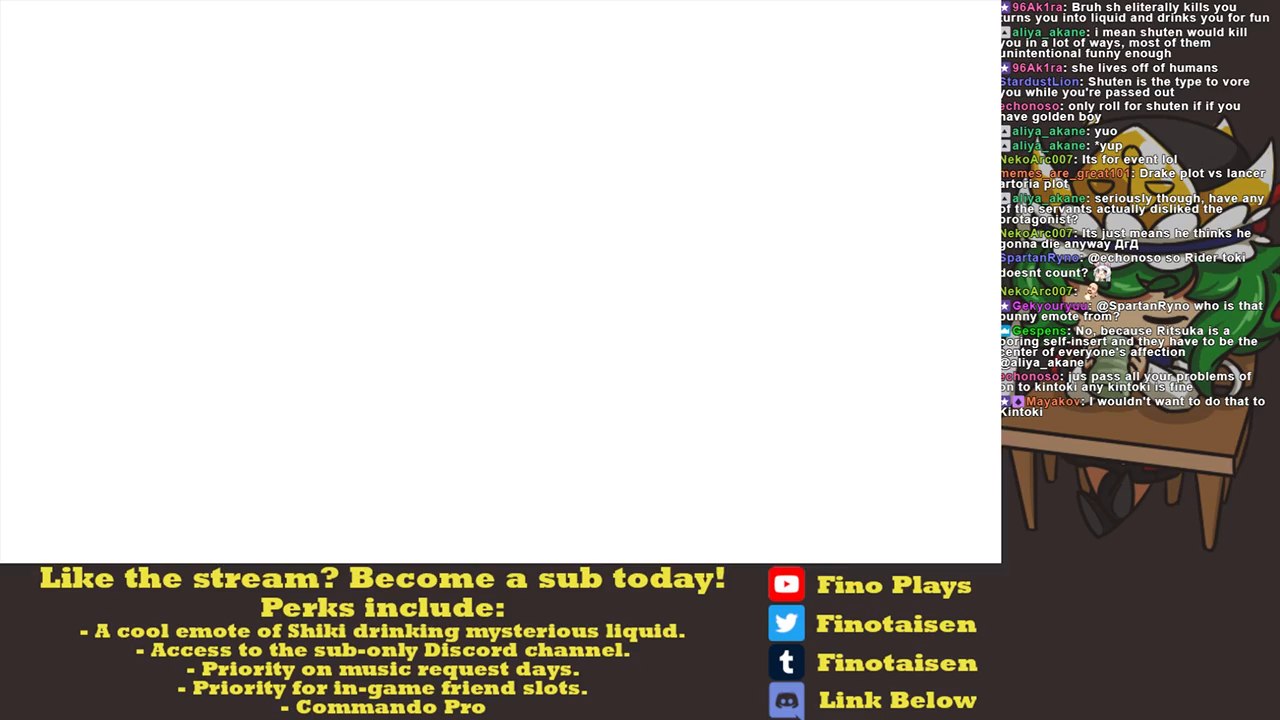 96Ak1ra: Bruh sh eliterally kills you
turns you into liquid and drinks you for fun
aliya_akane: i mean shuten would kill
you in a lot of ways, most of them
unintentional funny enough
96Ak1ra: she lives off of humans
StardustLion: Shuten is the type to vore
you while you're passed out
echonoso: only roll for shuten if if you
have golden boy
aliya_akane: yuo
aliya_akane: *yup
NekoArc007: Its for event lol
memes_are_great101: Drake plot vs lancer
artoria plot
aliya_akane: seriously though, have any
of the servants actually disliked the
protagonist?
NekoArc007: Its just means he thinks he
gonna die anyway ДгД
SpartanRyno: @echonoso so Rider toki
doesnt count?
NekoArc007:
Gekyouryuu: @SpartanRyno who is that
bunny emote from?
Gespens: No, because Ritsuka is a
boring self-insert and they have to be the
center of everyone's affection
@aliya_akane
echonoso: jus pass all your problems of
on to kintoki any kintoki is fine
Mayakov: I wouldn't want to do that to
Kintoki
Like the stream? Become a sub today!
Perks include:
- A cool emote of Shiki drinking mysterious liquid.
- Access to the sub-only Discord channel.
- Priority on music request days.
- Priority for in-game friend slots.
- Commando Pro
Fino Plays
Finotaisen
Finotaisen
Link Below